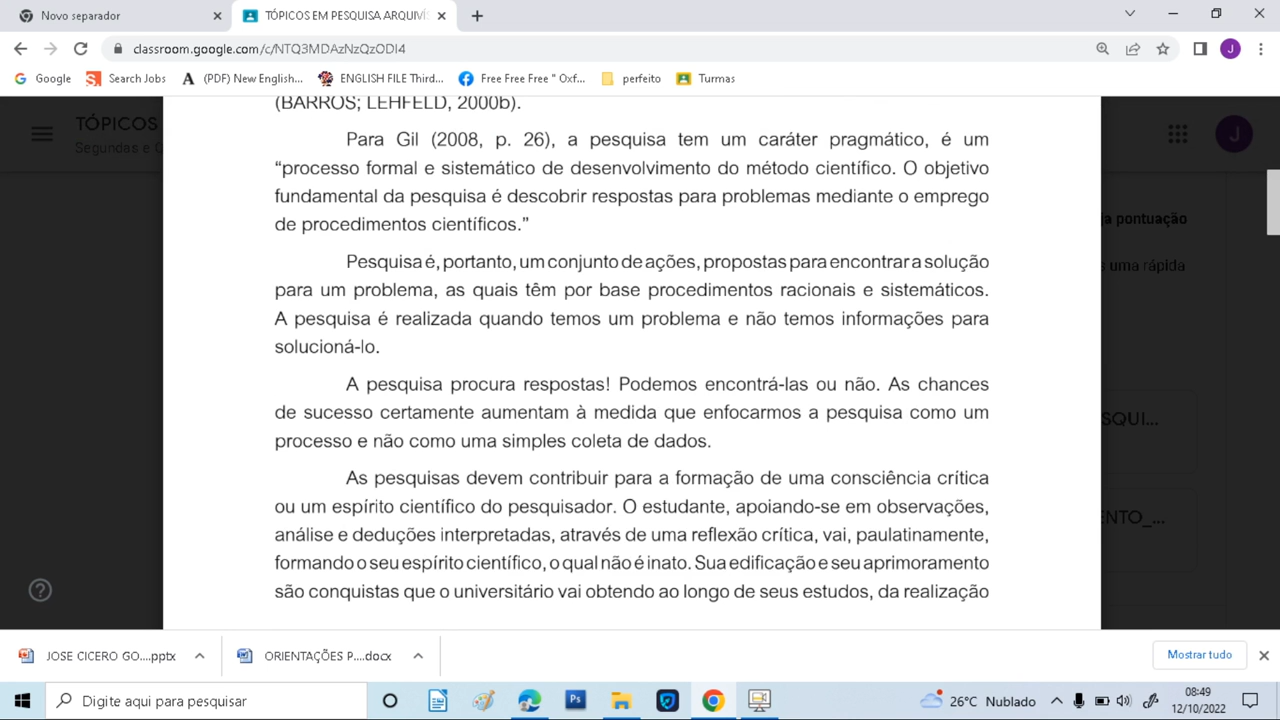 Novo separador
TÓPICOS EM PESQUISA ARQUIVÍS
classroom.google.com/c/NTQ3MDAzNzQzODI4
J
Google
Search Jobs
(PDF) New English...
ENGLISH FILE Third...
Free Free Free " Oxf...
perfeito
Turmas
TÓPICOS
Segundas e Q
J
(BARROS; LEHFELD, 2000b).
Para Gil (2008, p. 26), a pesquisa tem um caráter pragmático, é um
“processo formal e sistemático de desenvolvimento do método científico. O objetivo
fundamental da pesquisa é descobrir respostas para problemas mediante o emprego
de procedimentos científicos.”
Pesquisa é, portanto, um conjunto de ações, propostas para encontrar a solução
para um problema, as quais têm por base procedimentos racionais e sistemáticos.
A pesquisa é realizada quando temos um problema e não temos informações para
solucioná-lo.
A pesquisa procura respostas! Podemos encontrá-las ou não. As chances
de sucesso certamente aumentam à medida que enfocarmos a pesquisa como um
processo e não como uma simples coleta de dados.
As pesquisas devem contribuir para a formação de uma consciência crítica
ou um espírito científico do pesquisador. O estudante, apoiando-se em observações,
análise e deduções interpretadas, através de uma reflexão crítica, vai, paulatinamente,
formando o seu espírito científico, o qual não é inato. Sua edificação e seu aprimoramento
são conquistas que o universitário vai obtendo ao longo de seus estudos, da realização
ja pontuação
s uma rápida
ESQUI...
ENTO_...
JOSE CICERO GO....pptx
ORIENTAÇÕES P....docx
Mostrar tudo
Digite aqui para pesquisar
Ps
26°C Nublado
08:49
12/10/2022